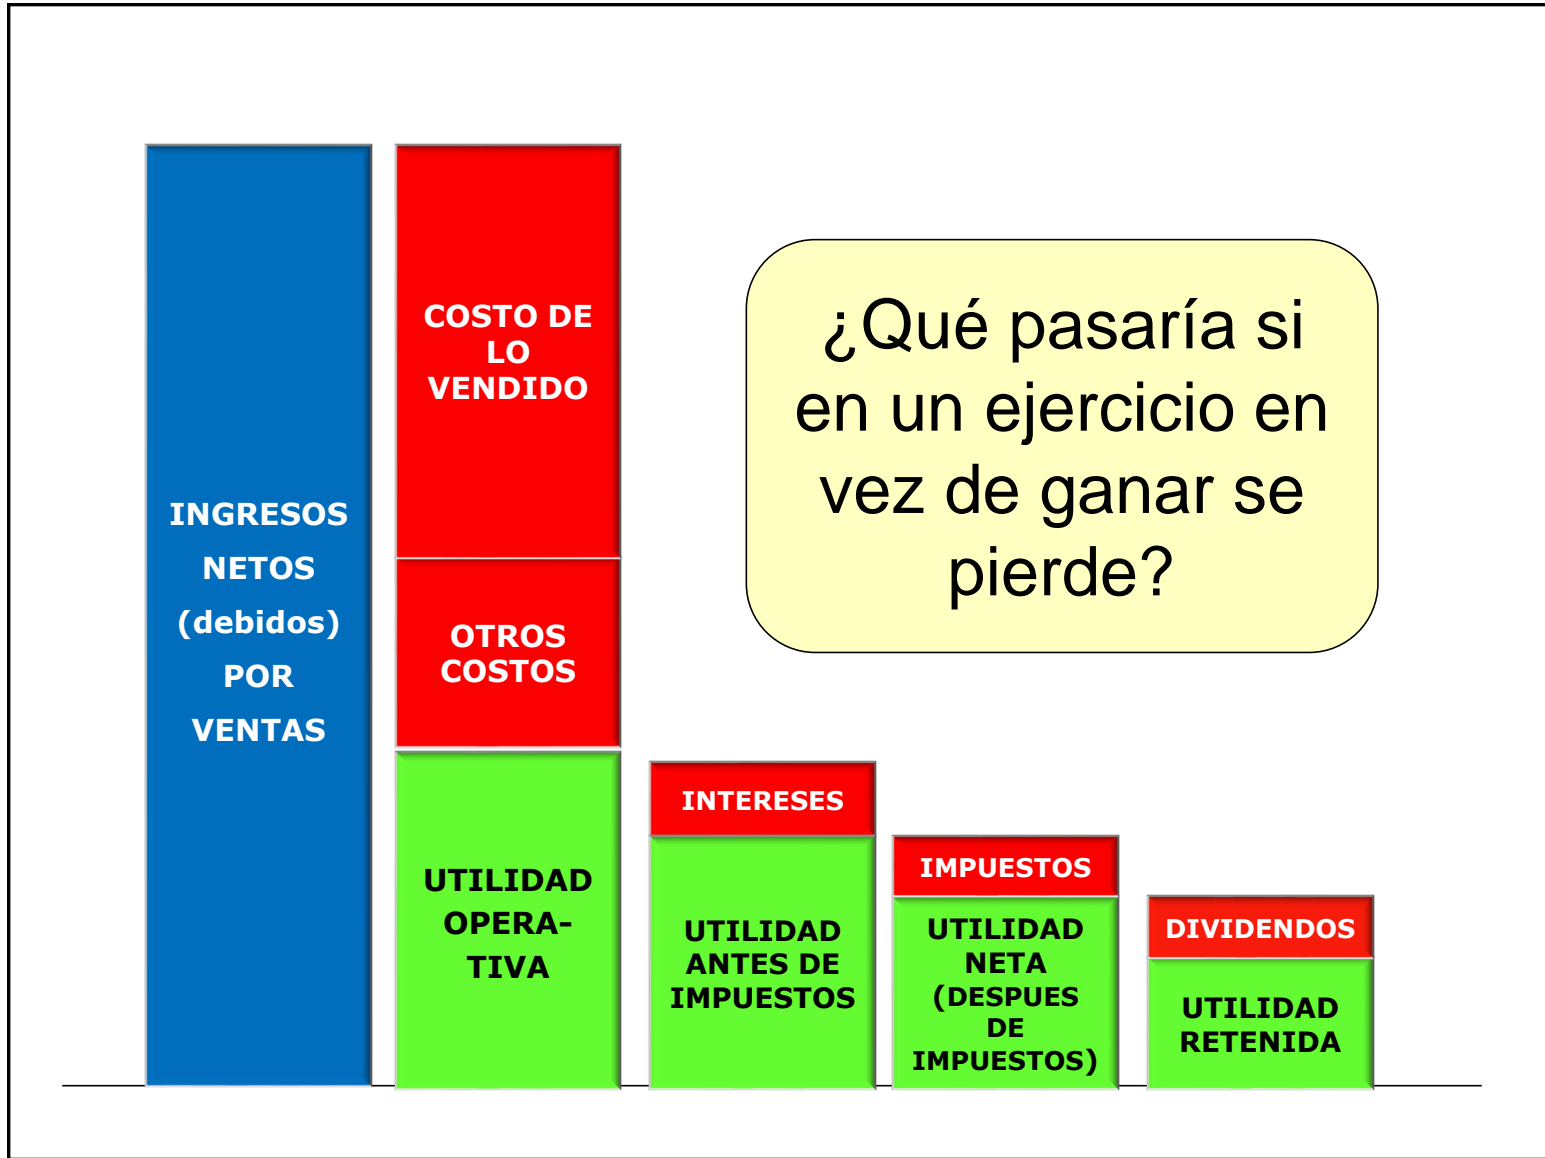 INGRESOS
NETOS
(debidos)
POR
VENTAS
COSTO DE
LO
VENDIDO
OTROS
COSTOS
UTILIDAD
OPERA-
TIVA
¿Qué pasaría si
en un ejercicio en
vez de ganar se
pierde?
INTERESES
UTILIDAD
ANTES DE
IMPUESTOS
IMPUESTOS
UTILIDAD
NETA
(DESPUES
DE
IMPUESTOS)
DIVIDENDOS
UTILIDAD
RETENIDA